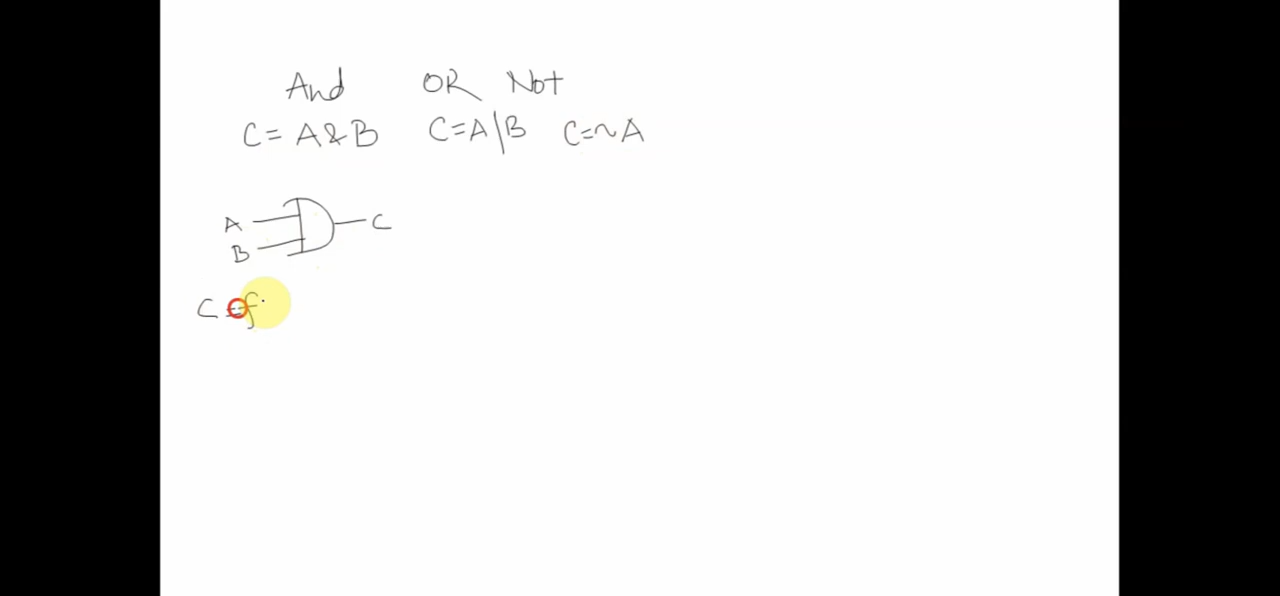 And OR Not
C= A&B C=A|B C=~A
A C
B
C =f